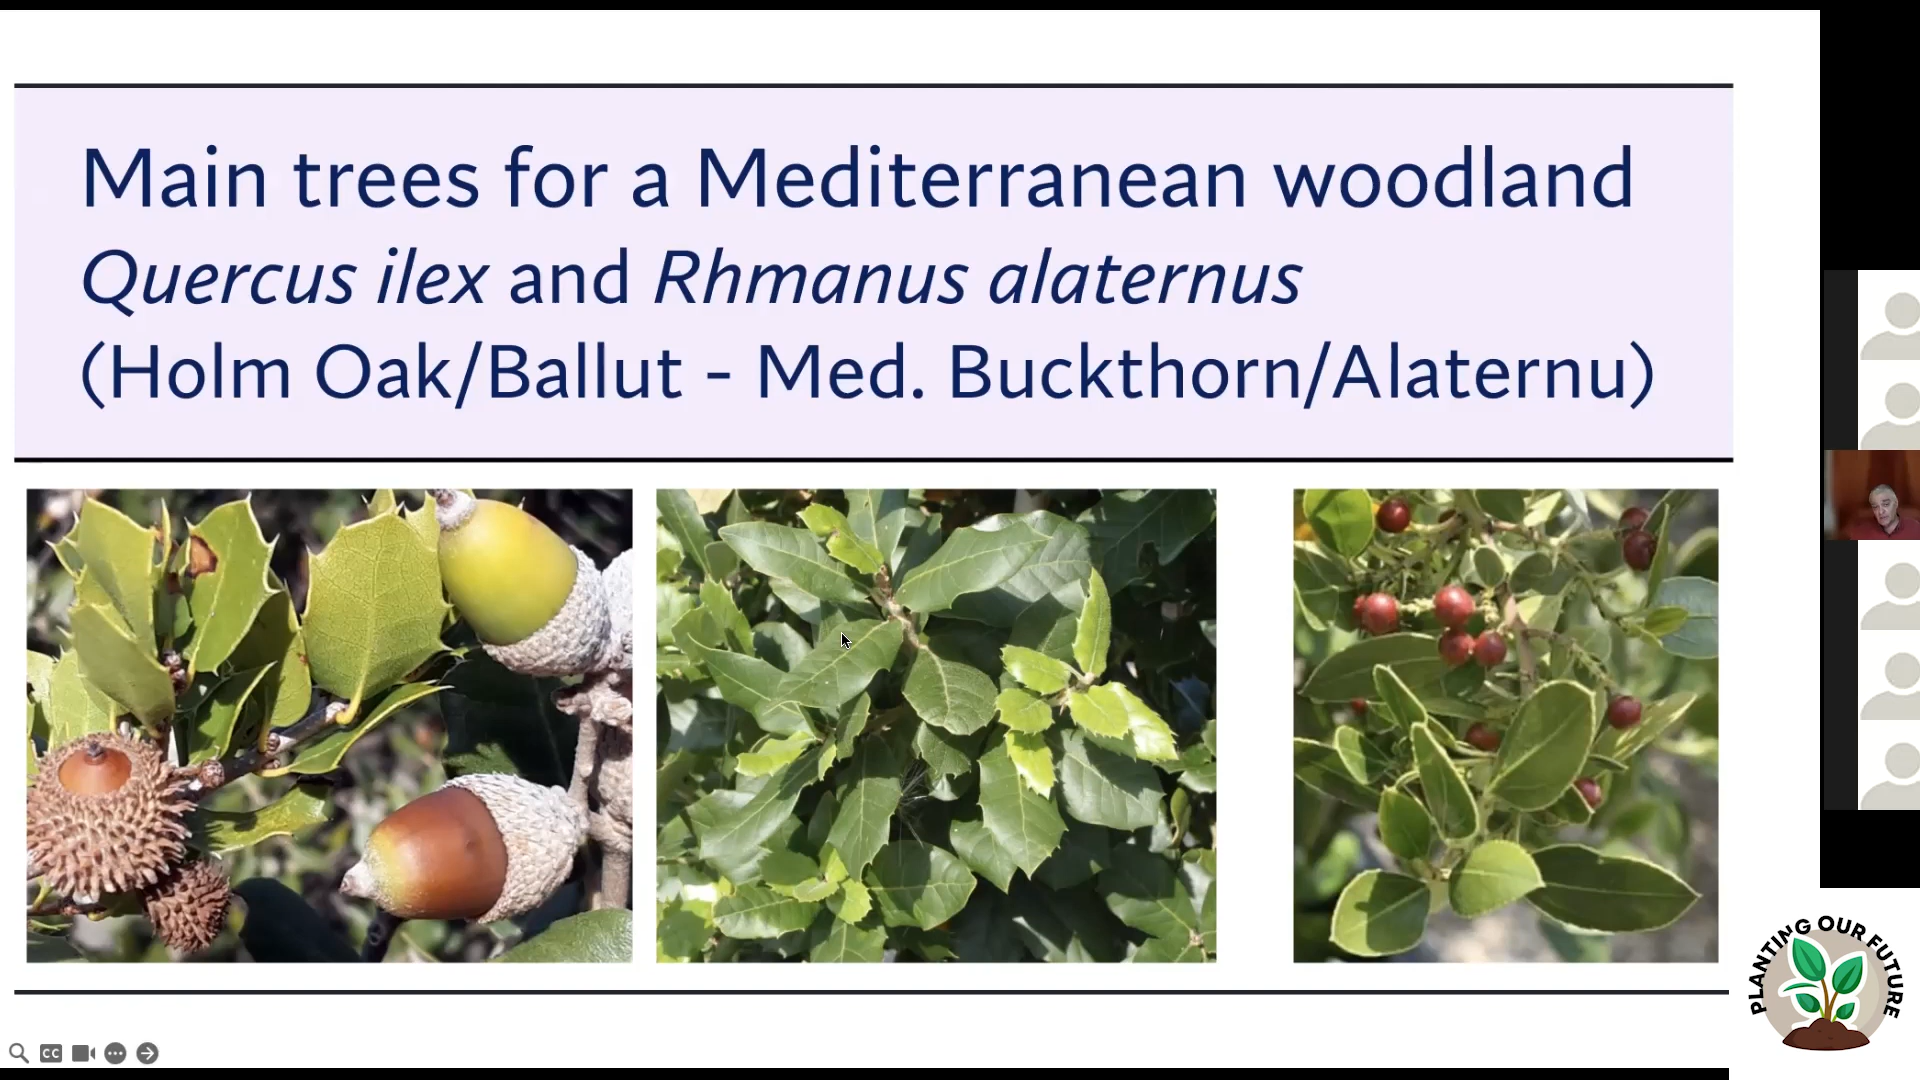 Main trees for a Mediterranean woodland
Quercus ilex and Rhmanus alaternus
(Holm Oak/Ballut - Med. Buckthorn/Alaternu)
PLANTING OUR FUTURE
CC